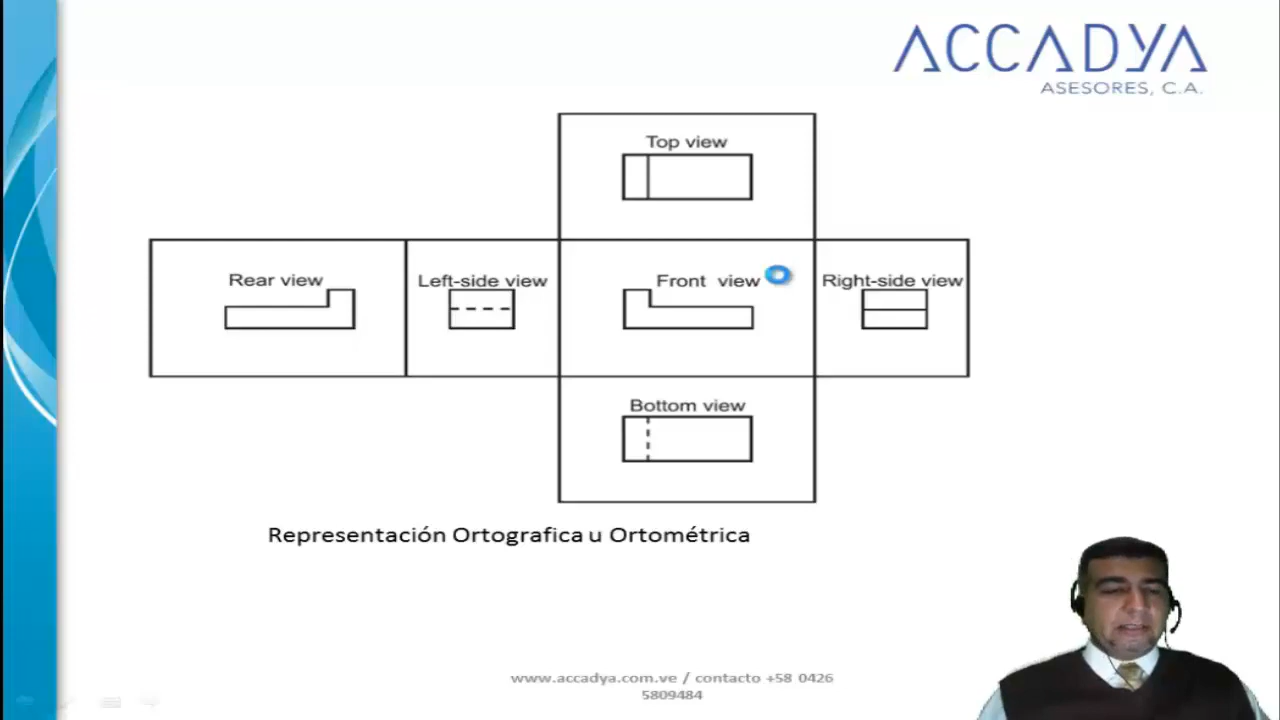 ACCADYA
ASESORES, C.A.
Top view
Rear view
Left-side view
Front view
Right-side view
Bottom view
Representación Ortografica u Ortométrica
www.accadya.com.ve / contacto +58 0426
5809484